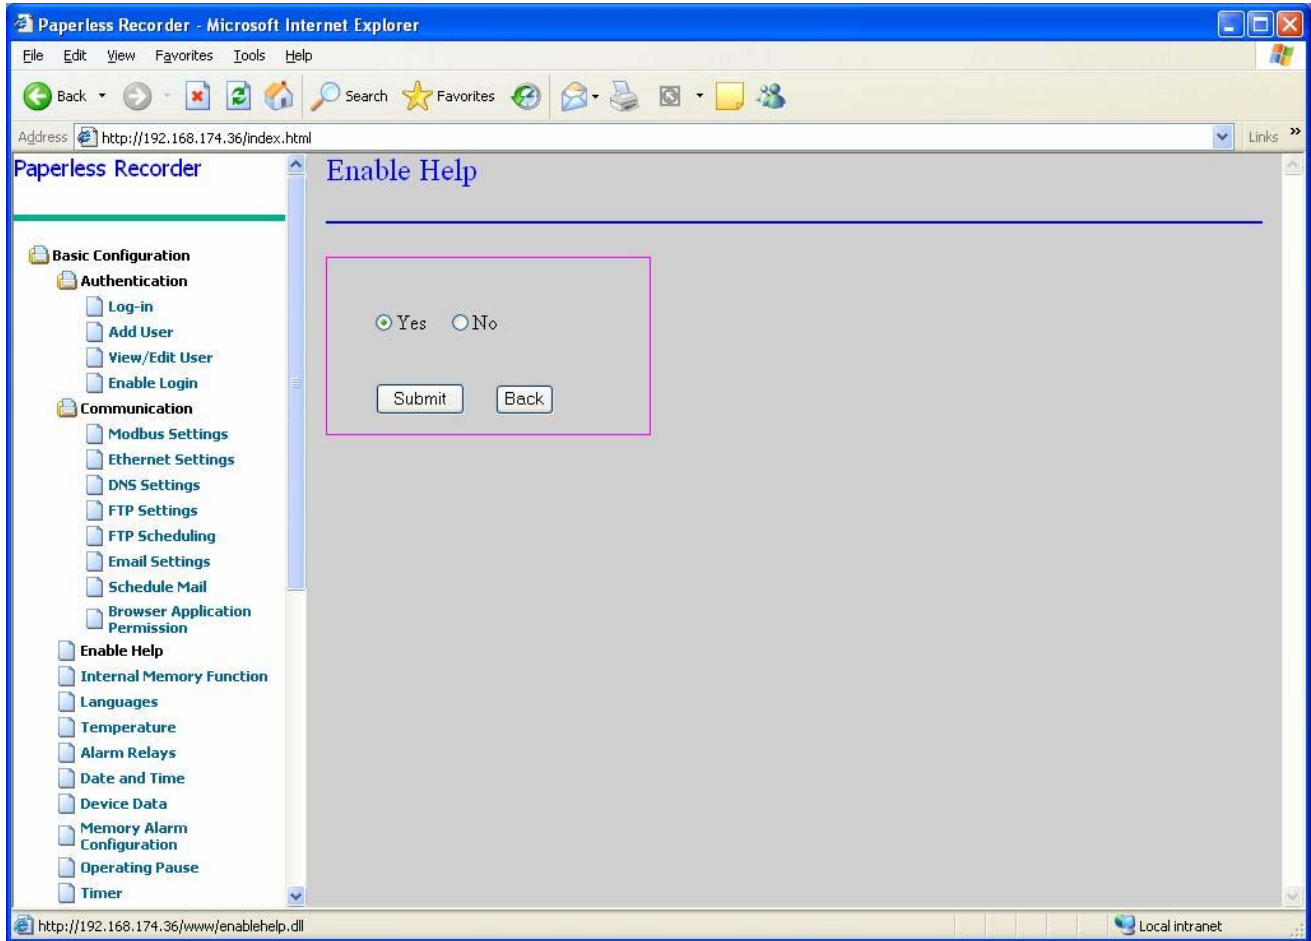 Paperless Recorder - Microsoft Internet Explorer
File Edit View Favorites Tools Help
Back Search Favorites
Address http://192.168.174.36/index.html Links »
Paperless Recorder
Basic Configuration
Authentication
Log-in
Add User
View/Edit User
Enable Login
Communication
Modbus Settings
Ethernet Settings
DNS Settings
FTP Settings
FTP Scheduling
Email Settings
Schedule Mail
Browser Application
Permission
Enable Help
Internal Memory Function
Languages
Temperature
Alarm Relays
Date and Time
Device Data
Memory Alarm
Configuration
Operating Pause
Timer
Enable Help
Yes No
Submit Back
http://192.168.174.36/www/enablehelp.dll Local intranet